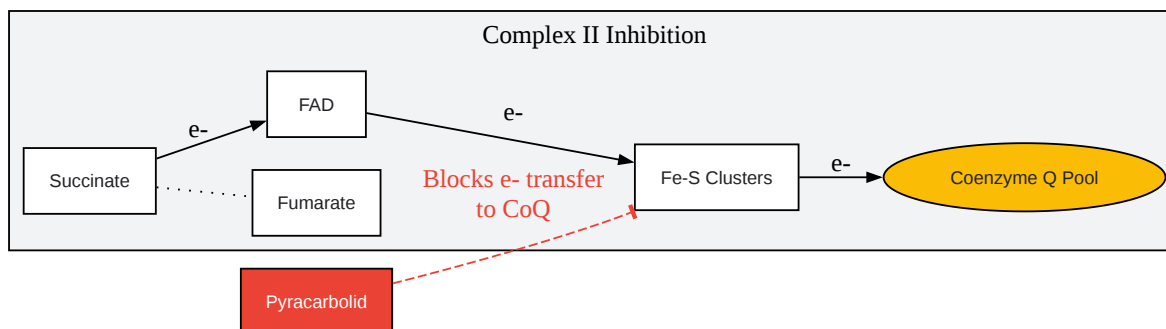 Complex II Inhibition
FAD
e-
e-
Succinate
Fumarate
Blocks e- transfer
to CoQ
Fe-S Clusters
e-
Coenzyme Q Pool
Pyracarbolid